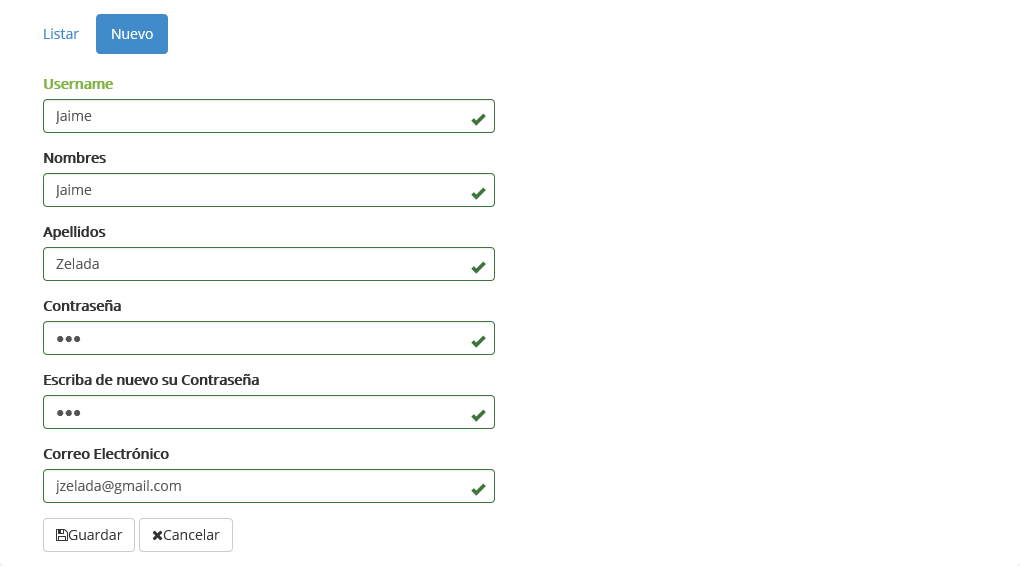 Listar Nuevo
Username
Jaime
Nombres
Jaime
Apellidos
Zelada
Contraseña
●●●
Escriba de nuevo su Contraseña
●●●
Correo Electrónico
jzelada@gmail.com
Guardar Cancelar